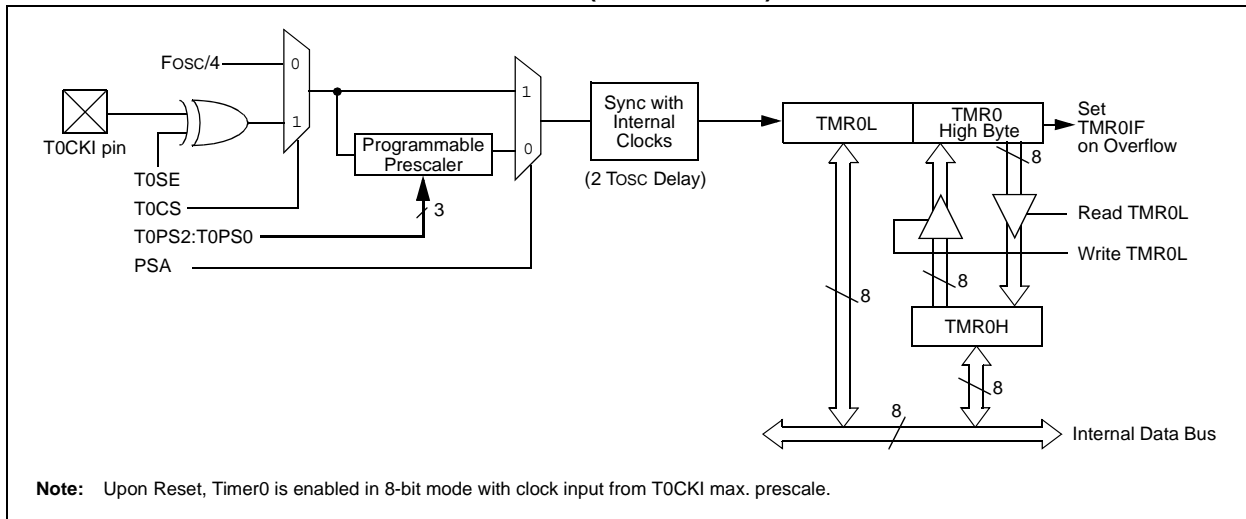 Fosc/4
0
1
T0CKI pin
T0SE
T0CS
T0PS2:T0PS0
PSA
Programmable
Prescaler
3
1
0
Sync with
Internal
Clocks
(2 Tosc Delay)
TMR0L
TMR0
High Byte
8
Set
TMR0IF
on Overflow
Read TMR0L
Write TMR0L
8
8
TMR0H
8
8
Internal Data Bus
Note: Upon Reset, Timer0 is enabled in 8-bit mode with clock input from T0CKI max. prescale.